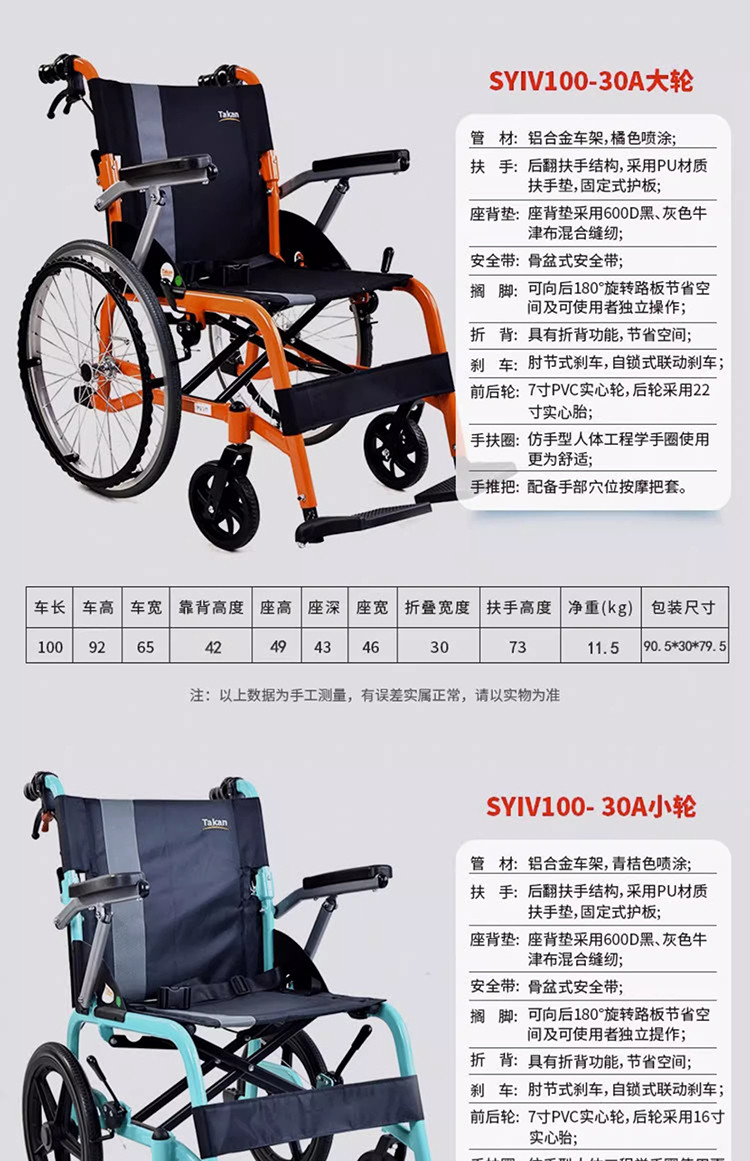 SYIV100-30A大轮
Takan
管 材: 铝合金车架,橘色喷涂;
扶 手: 后翻扶手结构,采用PU材质
扶手垫,固定式护板;
座背垫: 座背垫采用600D黑、灰色牛
津布混合缝纫;
安全带: 骨盆式安全带;
搁 脚: 可向后180°旋转路板节省空
间及可使用者独立操作;
折 背: 具有折背功能,节省空间;
刹 车: 肘节式刹车,自锁式联动刹车;
前后轮: 7寸PVC实心轮,后轮采用22
寸实心胎;
手扶圈: 仿手型人体工程学手圈使用
更为舒适;
手推把: 配备手部穴位按摩把套。
车长 车高 车宽 靠背高度 座高 座深 座宽 折叠宽度 扶手高度 净重(kg) 包装尺寸
100 92 65 42 49 43 46 30 73 11.5 90.5*30*79.5
注: 以上数据为手工测量,有误差实属正常,请以实物为准
SYIV100- 30A小轮
Takan
管 材: 铝合金车架,青桔色喷涂;
扶 手: 后翻扶手结构,采用PU材质
扶手垫,固定式护板;
座背垫: 座背垫采用600D黑、灰色牛
津布混合缝纫;
安全带: 骨盆式安全带;
搁 脚: 可向后180°旋转路板节省空
间及可使用者独立提作;
折 背: 具有折背功能,节省空间;
刹 车: 肘节式刹车,自锁式联动刹车;
前后轮: 7寸PVC实心轮,后轮采用16寸
实心胎;